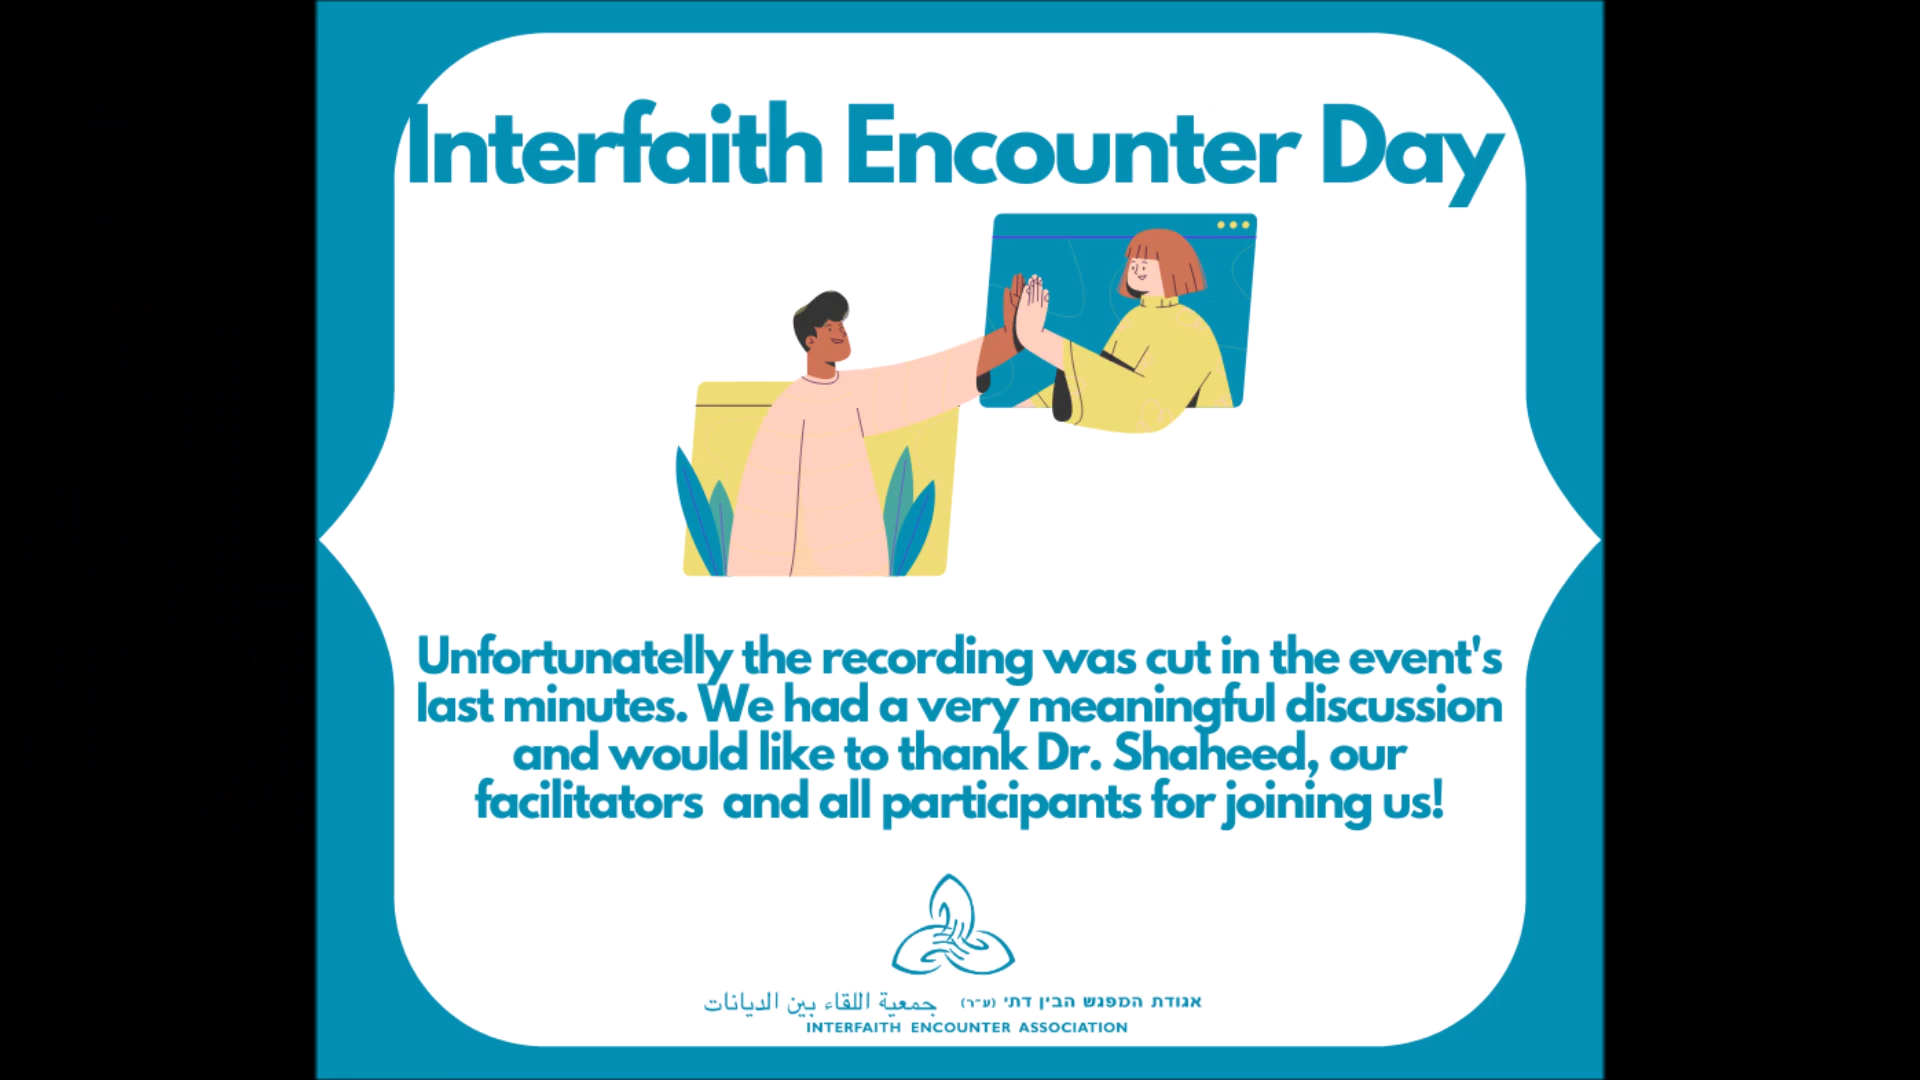 Interfaith Encounter Day
Unfortunatelly the recording was cut in the event's
last minutes. We had a very meaningful discussion
and would like to thank Dr. Shaheed, our
facilitators and all participants for joining us!
جمعية اللقاء بين الديانات אגודת המפגש הבין דתי (ע״ר)
INTERFAITH ENCOUNTER ASSOCIATION